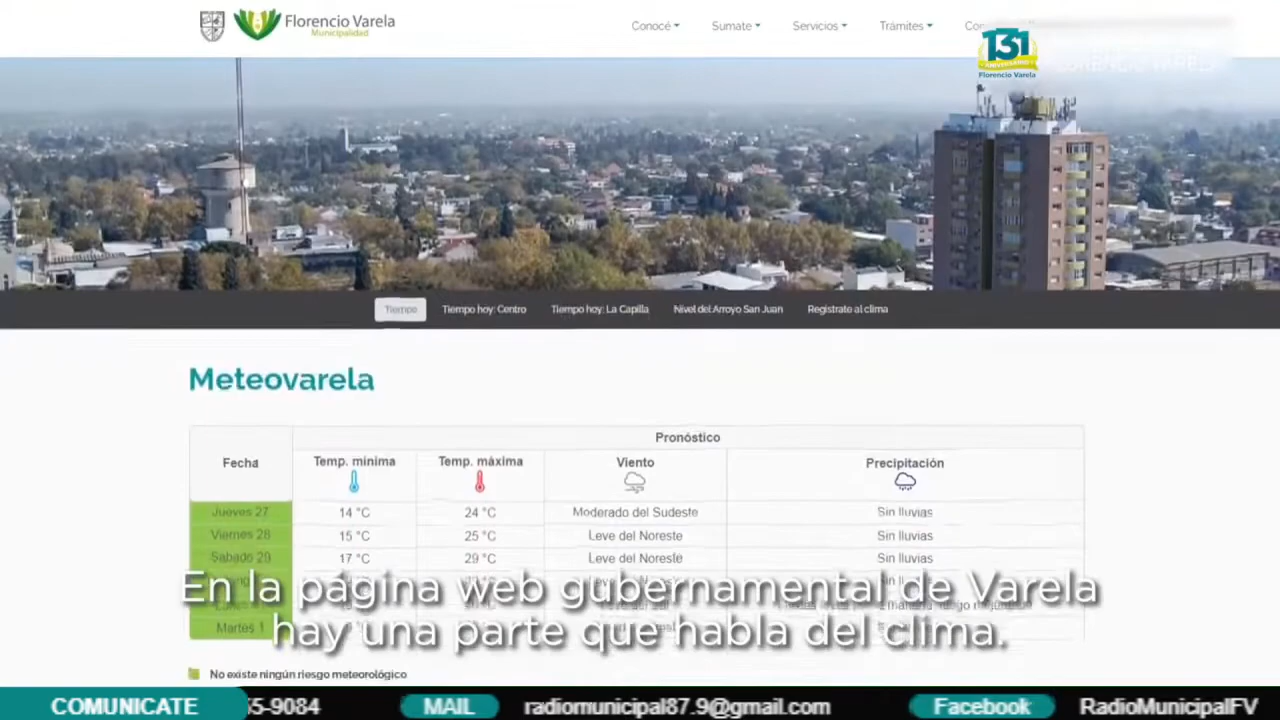 Florencio Varela
Municipalidad
Conocé
Sumate
Servicios
Trámites
131
ANIVERSARIO
Florencio Varela
Tiempo
Tiempo hoy: Centro
Tiempo hoy: La Capilla
Nivel del Arroyo San Juan
Registrate al clima
Meteovarela
Pronóstico
Fecha
Temp. mínima
Temp. máxima
Viento
Precipitación
Jueves 27 14 °C 24 °C Moderado del Sudeste Sin lluvias
Viernes 28 15 °C 25 °C Leve del Noreste Sin lluvias
Sábado 29 17 °C 29 °C Leve del Noreste Sin lluvias
Martes 1
En la página web gubernamental de Varela
hay una parte que habla del clima.
No existe ningún riesgo meteorológico
COMUNICATE 55-9084 MAIL radiomunicipal87.9@gmail.com Facebook RadioMunicipalFV